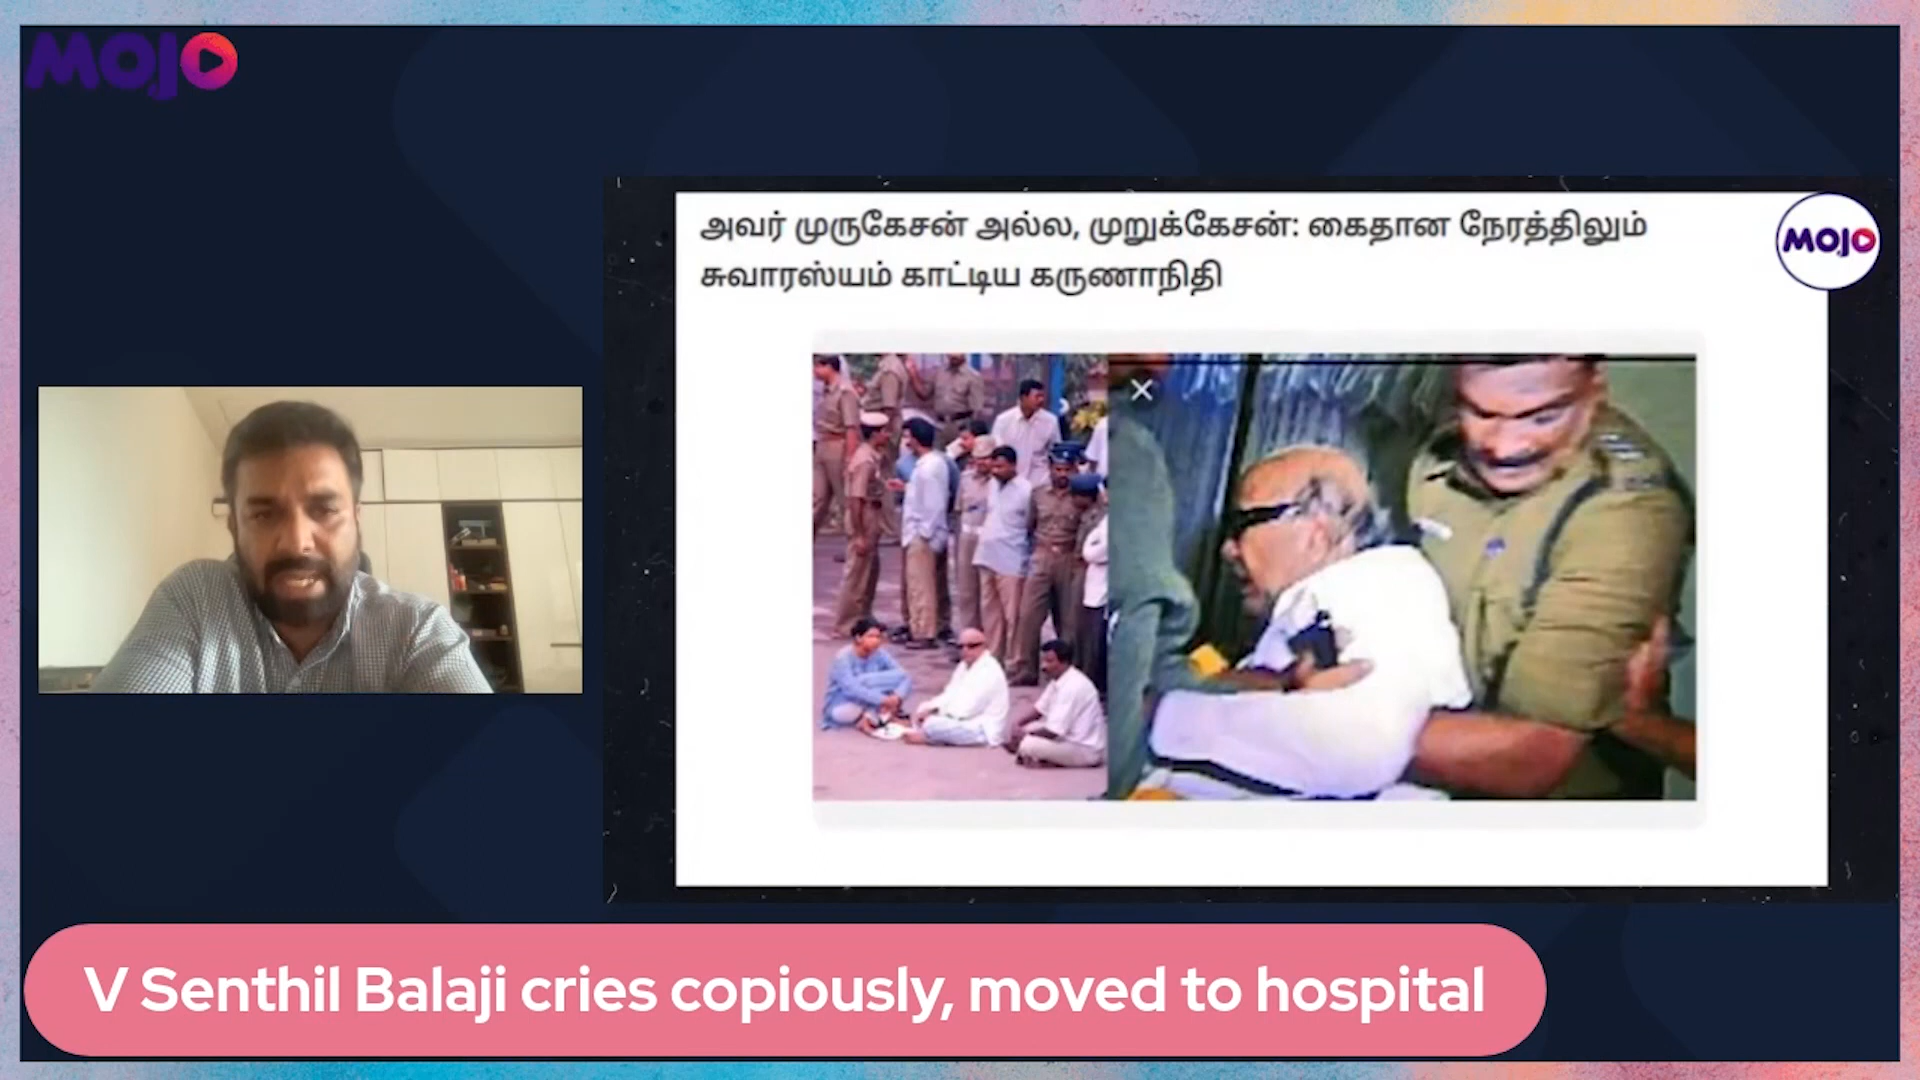 MOJO
அவர் முருகேசன் அல்ல, முறுக்கேசன்: கைதான நேரத்திலும்
சுவாரஸ்யம் காட்டிய கருணாநிதி
MOJO
V Senthil Balaji cries copiously, moved to hospital